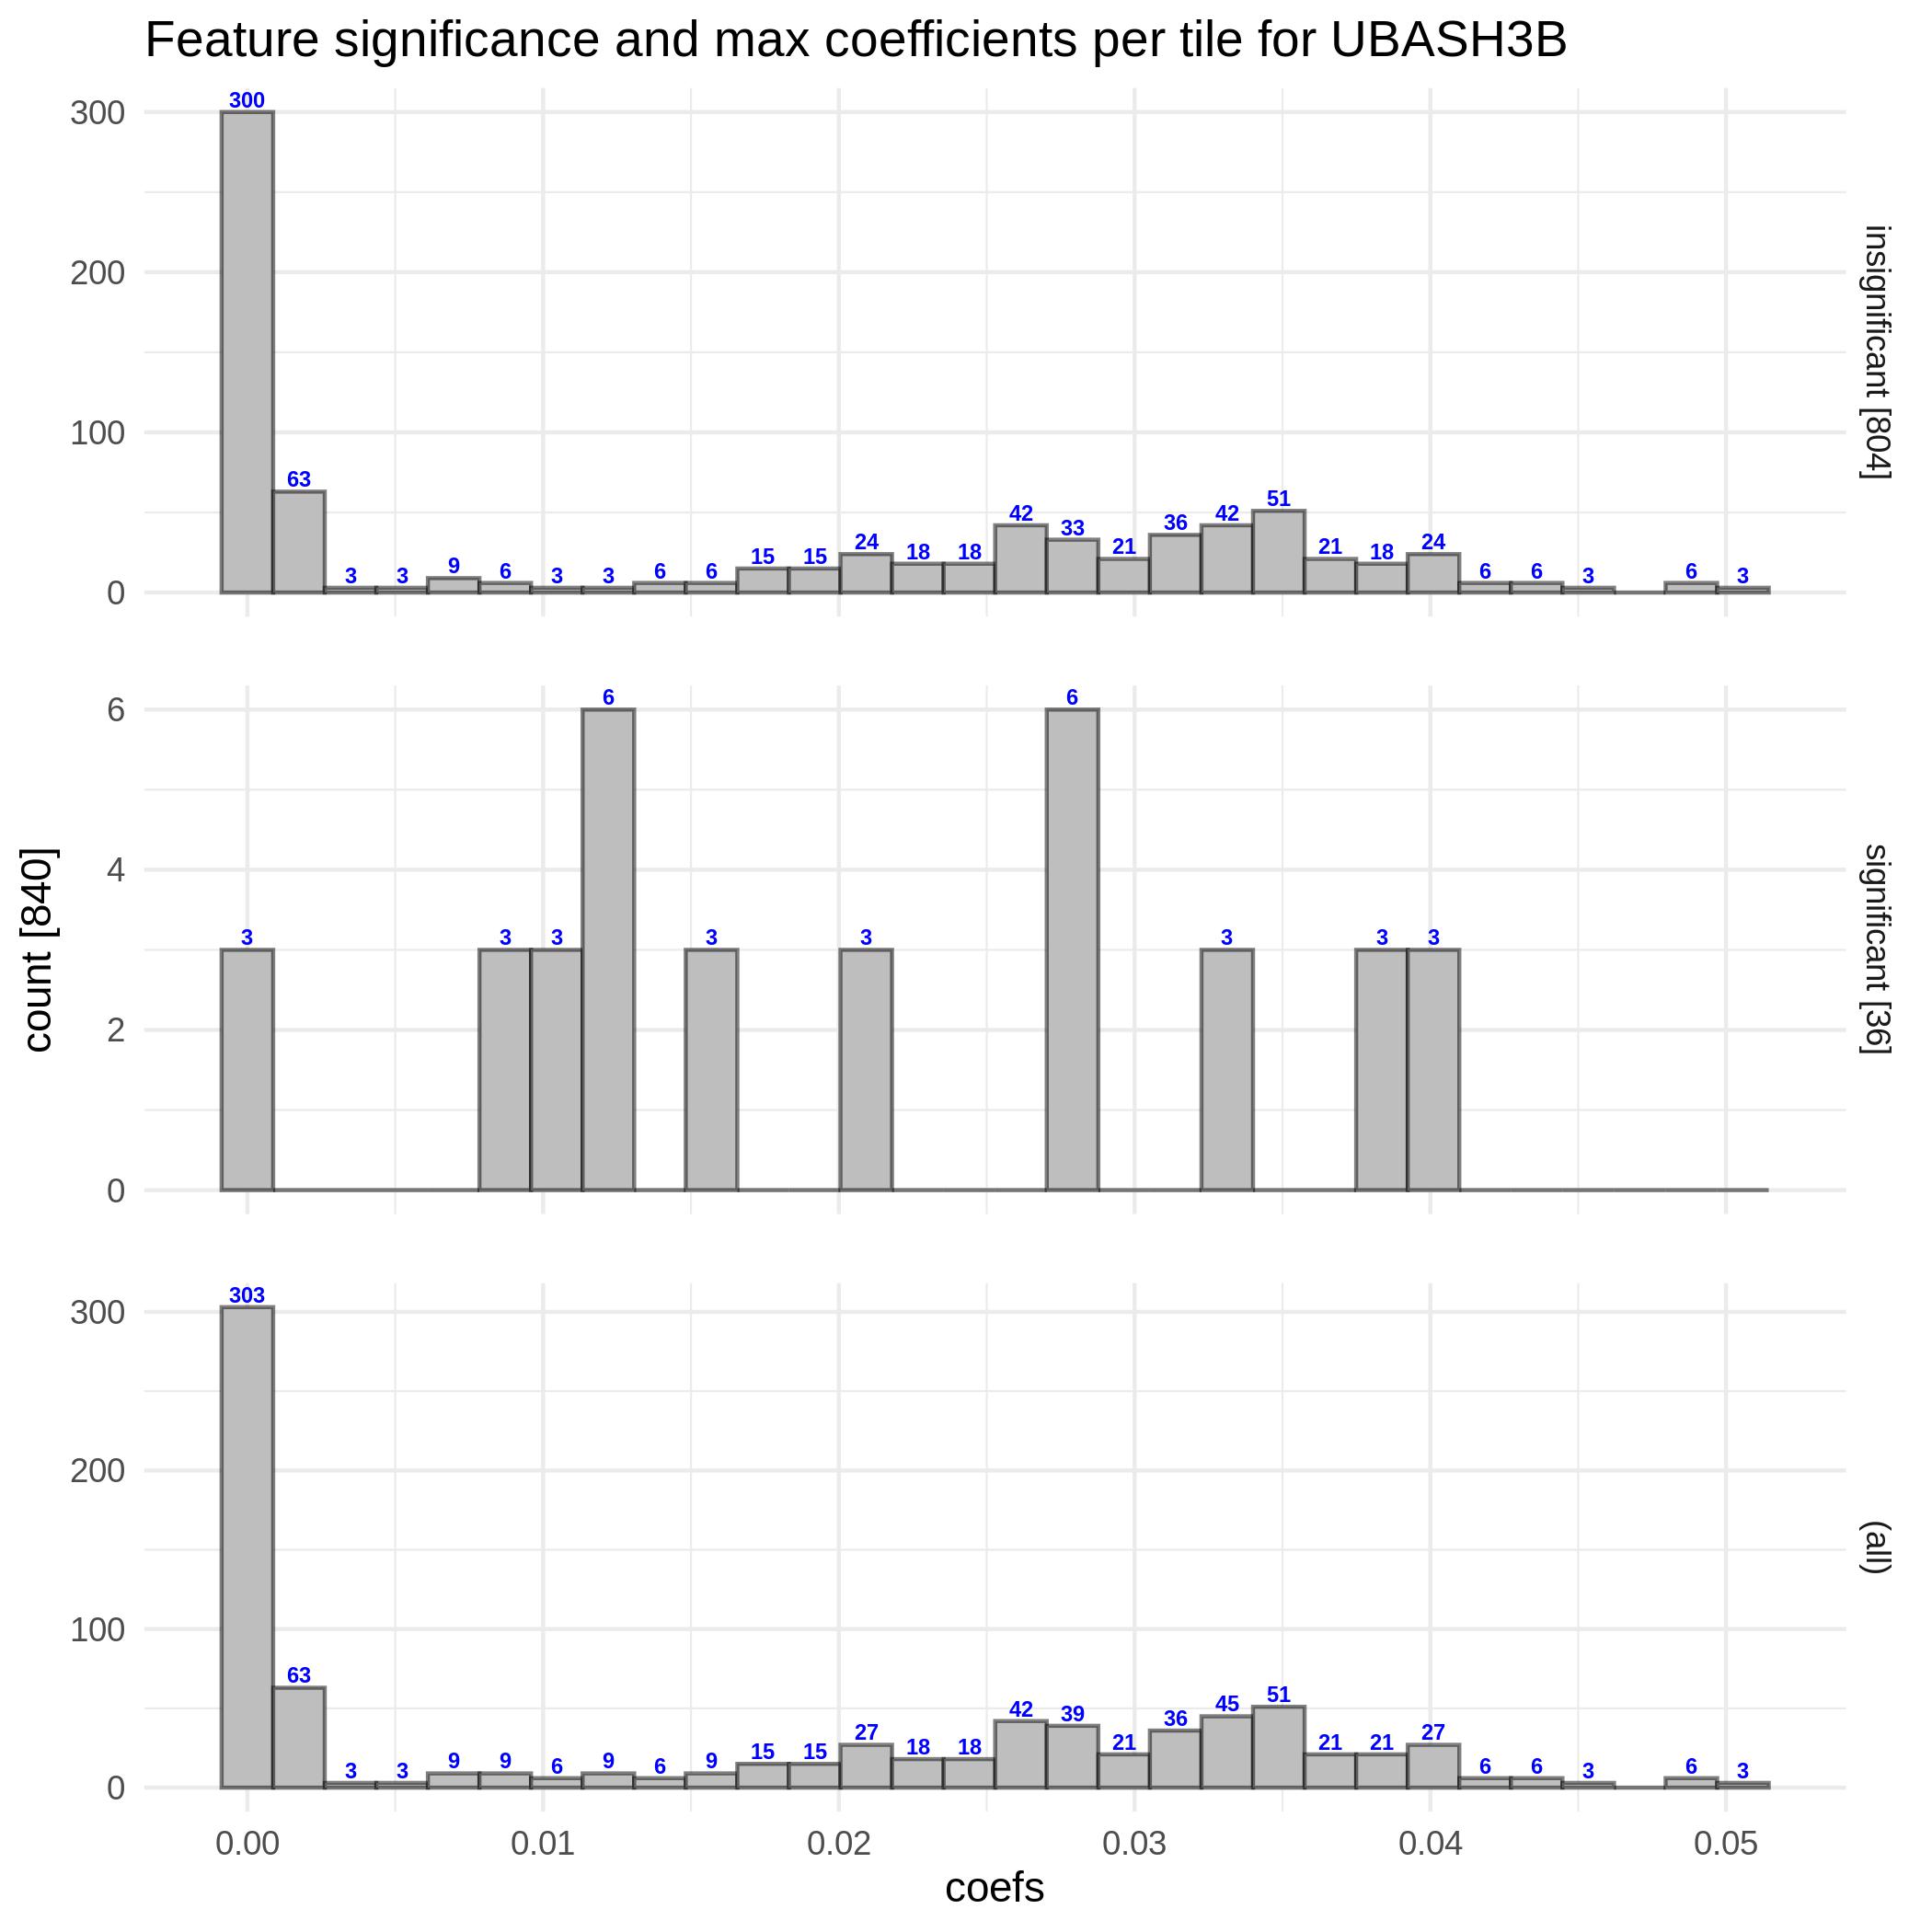 Feature significance and max coefficients per tile for UBASH3B
300
200
100
0
300
63
3 3 9 6 3 3 6 6 15 15 24 18 18 42 33 21 36 42 51 21 18 24 6 6 3 6 3
insignificant [804]
count [840]
6
4
2
0
3 3 3 6 3 3 6 3 3 3
significant [36]
300
200
100
0
303
63
3 3 9 9 6 9 6 9 15 15 27 18 18 42 39 21 36 45 51 21 21 27 6 6 3 6 3
(all)
0.00 0.01 0.02 0.03 0.04 0.05
coefs